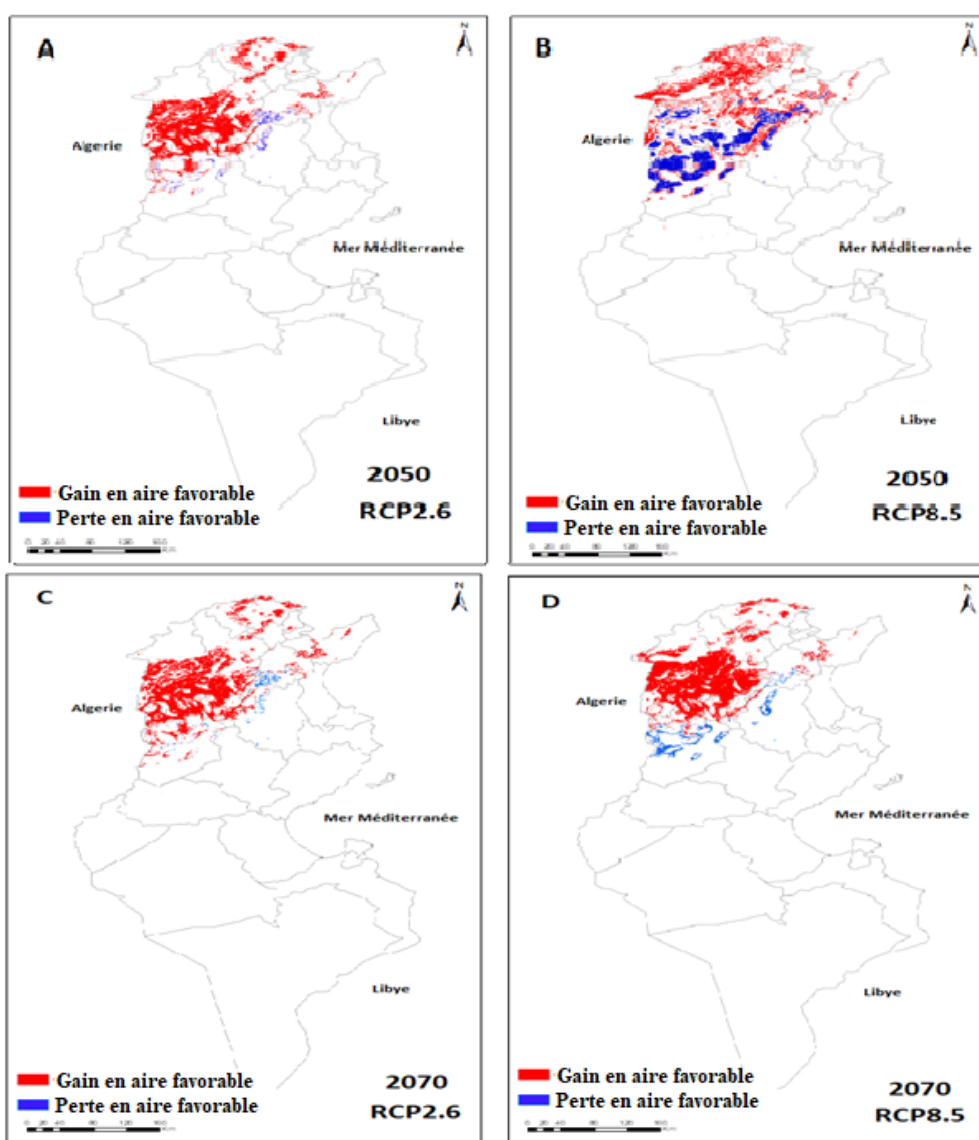 A
N
Algerie
Mer Méditerranée
Libye
2050
Gain en aire favorable
RCP2.6
Perte en aire favorable
B
N
Algerie
Mer Méditerranée
Libye
2050
Gain en aire favorable
RCP8.5
Perte en aire favorable
C
N
Algerie
Mer Méditerranée
Libye
2070
Gain en aire favorable
RCP2.6
Perte en aire favorable
D
N
Algerie
Mer Méditerranée
Libye
2070
Gain en aire favorable
RCP8.5
Perte en aire favorable